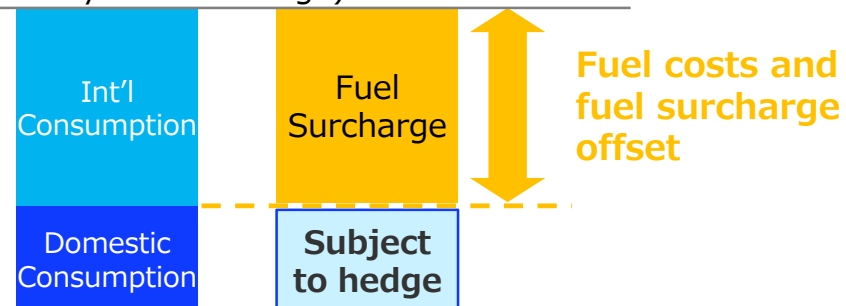 Int’l
Consumption
Fuel
Surcharge
Fuel costs and
fuel surcharge
offset
Domestic
Consumption
Subject
to hedge